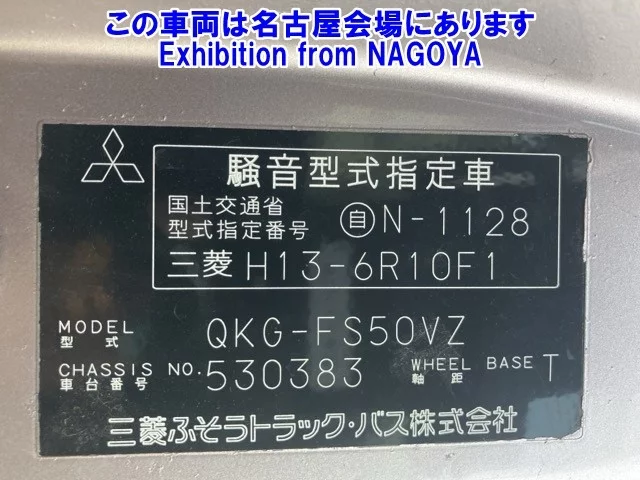 この車両は名古屋会場にあります
Exhibition from NAGOYA
騒音型式指定車
国土交通省
型式指定番号 自N-1128
三菱 H13-6R10F1
MODEL 型式 QKG-FS50VZ
CHASSIS NO. 車台番号 530383 WHEEL BASE 軸距 T
三菱ふそうトラック・バス株式会社